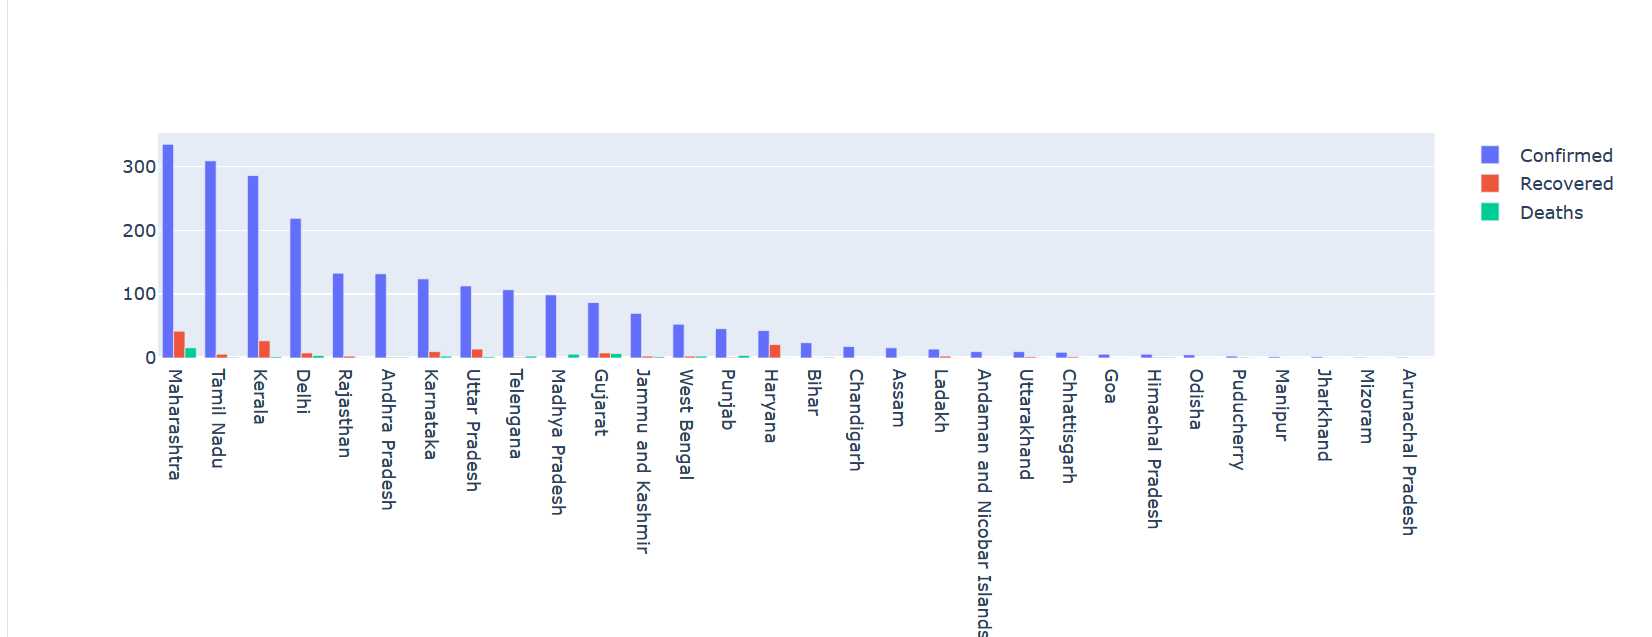 300
200
100
0
Confirmed
Recovered
Deaths
Maharashtra
Tamil Nadu
Kerala
Delhi
Rajasthan
Andhra Pradesh
Karnataka
Uttar Pradesh
Telengana
Madhya Pradesh
Gujarat
Jammu and Kashmir
West Bengal
Punjab
Haryana
Bihar
Chandigarh
Assam
Ladakh
Andaman and Nicobar Islands
Uttarakhand
Chhattisgarh
Goa
Himachal Pradesh
Odisha
Puducherry
Manipur
Jharkhand
Mizoram
Arunachal Pradesh